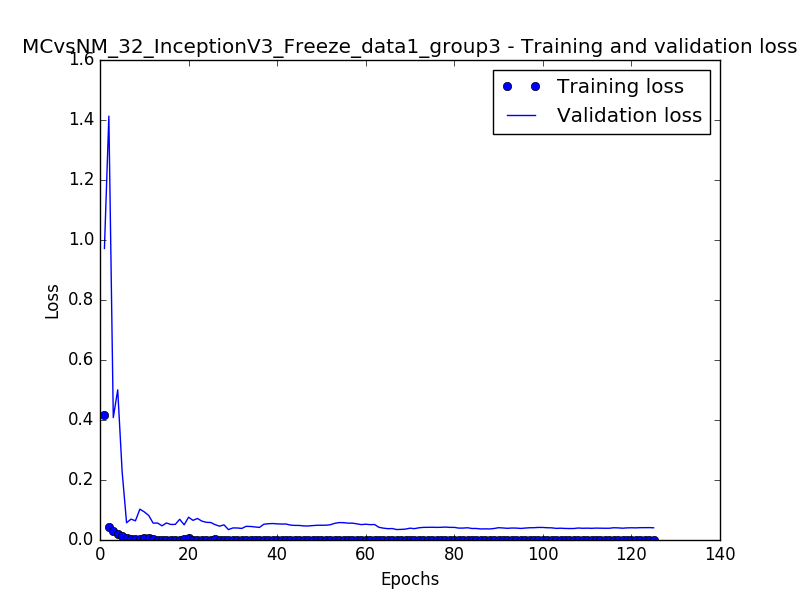 MCvsNM_32_InceptionV3_Freeze_data1_group3 - Training and validation loss
Training loss
Validation loss
1.6
1.4
1.2
1.0
0.8
0.6
0.4
0.2
0.0
Loss
0 20 40 60 80 100 120 140
Epochs